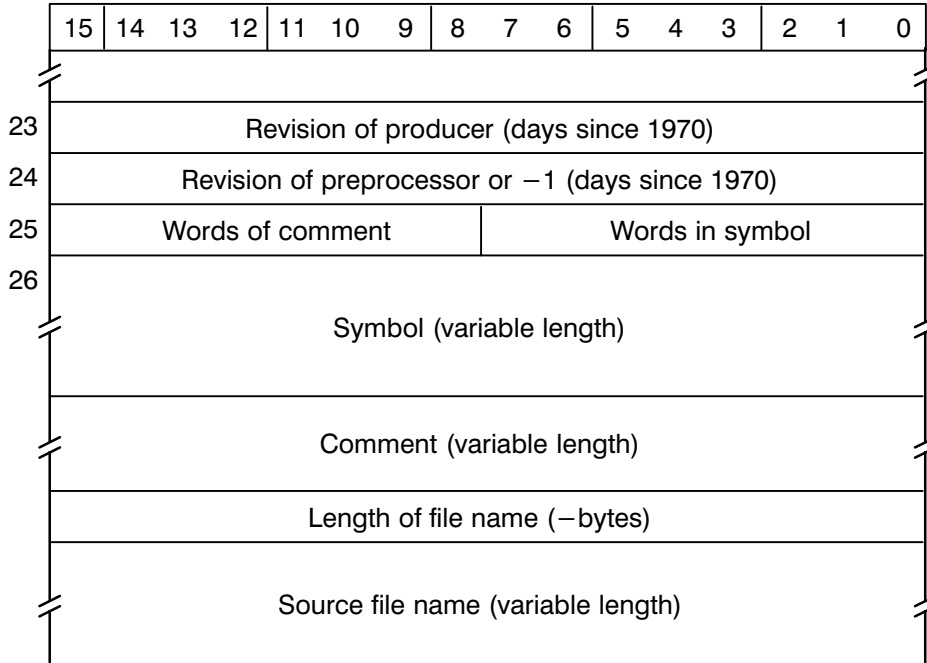 15 14 13 12 11 10 9 8 7 6 5 4 3 2 1 0
23 Revision of producer (days since 1970)
24 Revision of preprocessor or −1 (days since 1970)
25 Words of comment Words in symbol
26
Symbol (variable length)
Comment (variable length)
Length of file name (−bytes)
Source file name (variable length)